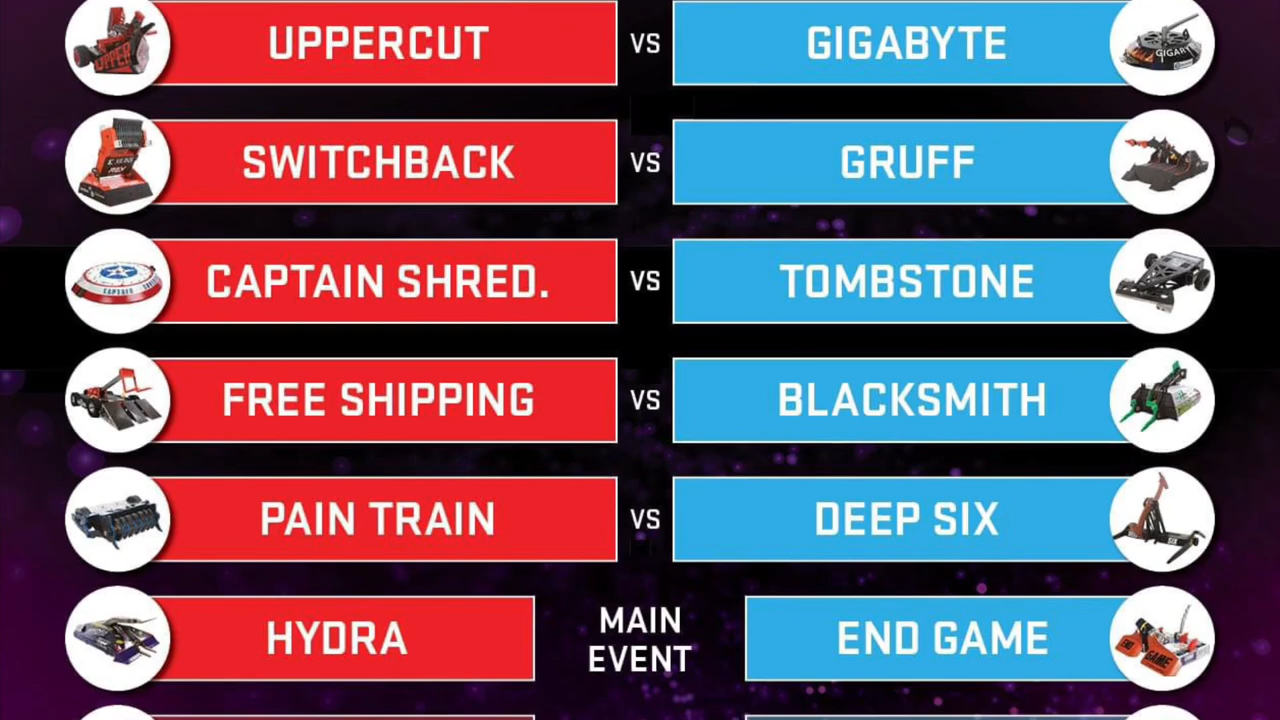 UPPERCUT VS GIGABYTE
SWITCHBACK VS GRUFF
CAPTAIN SHRED. VS TOMBSTONE
FREE SHIPPING VS BLACKSMITH
PAIN TRAIN VS DEEP SIX
HYDRA MAIN EVENT END GAME